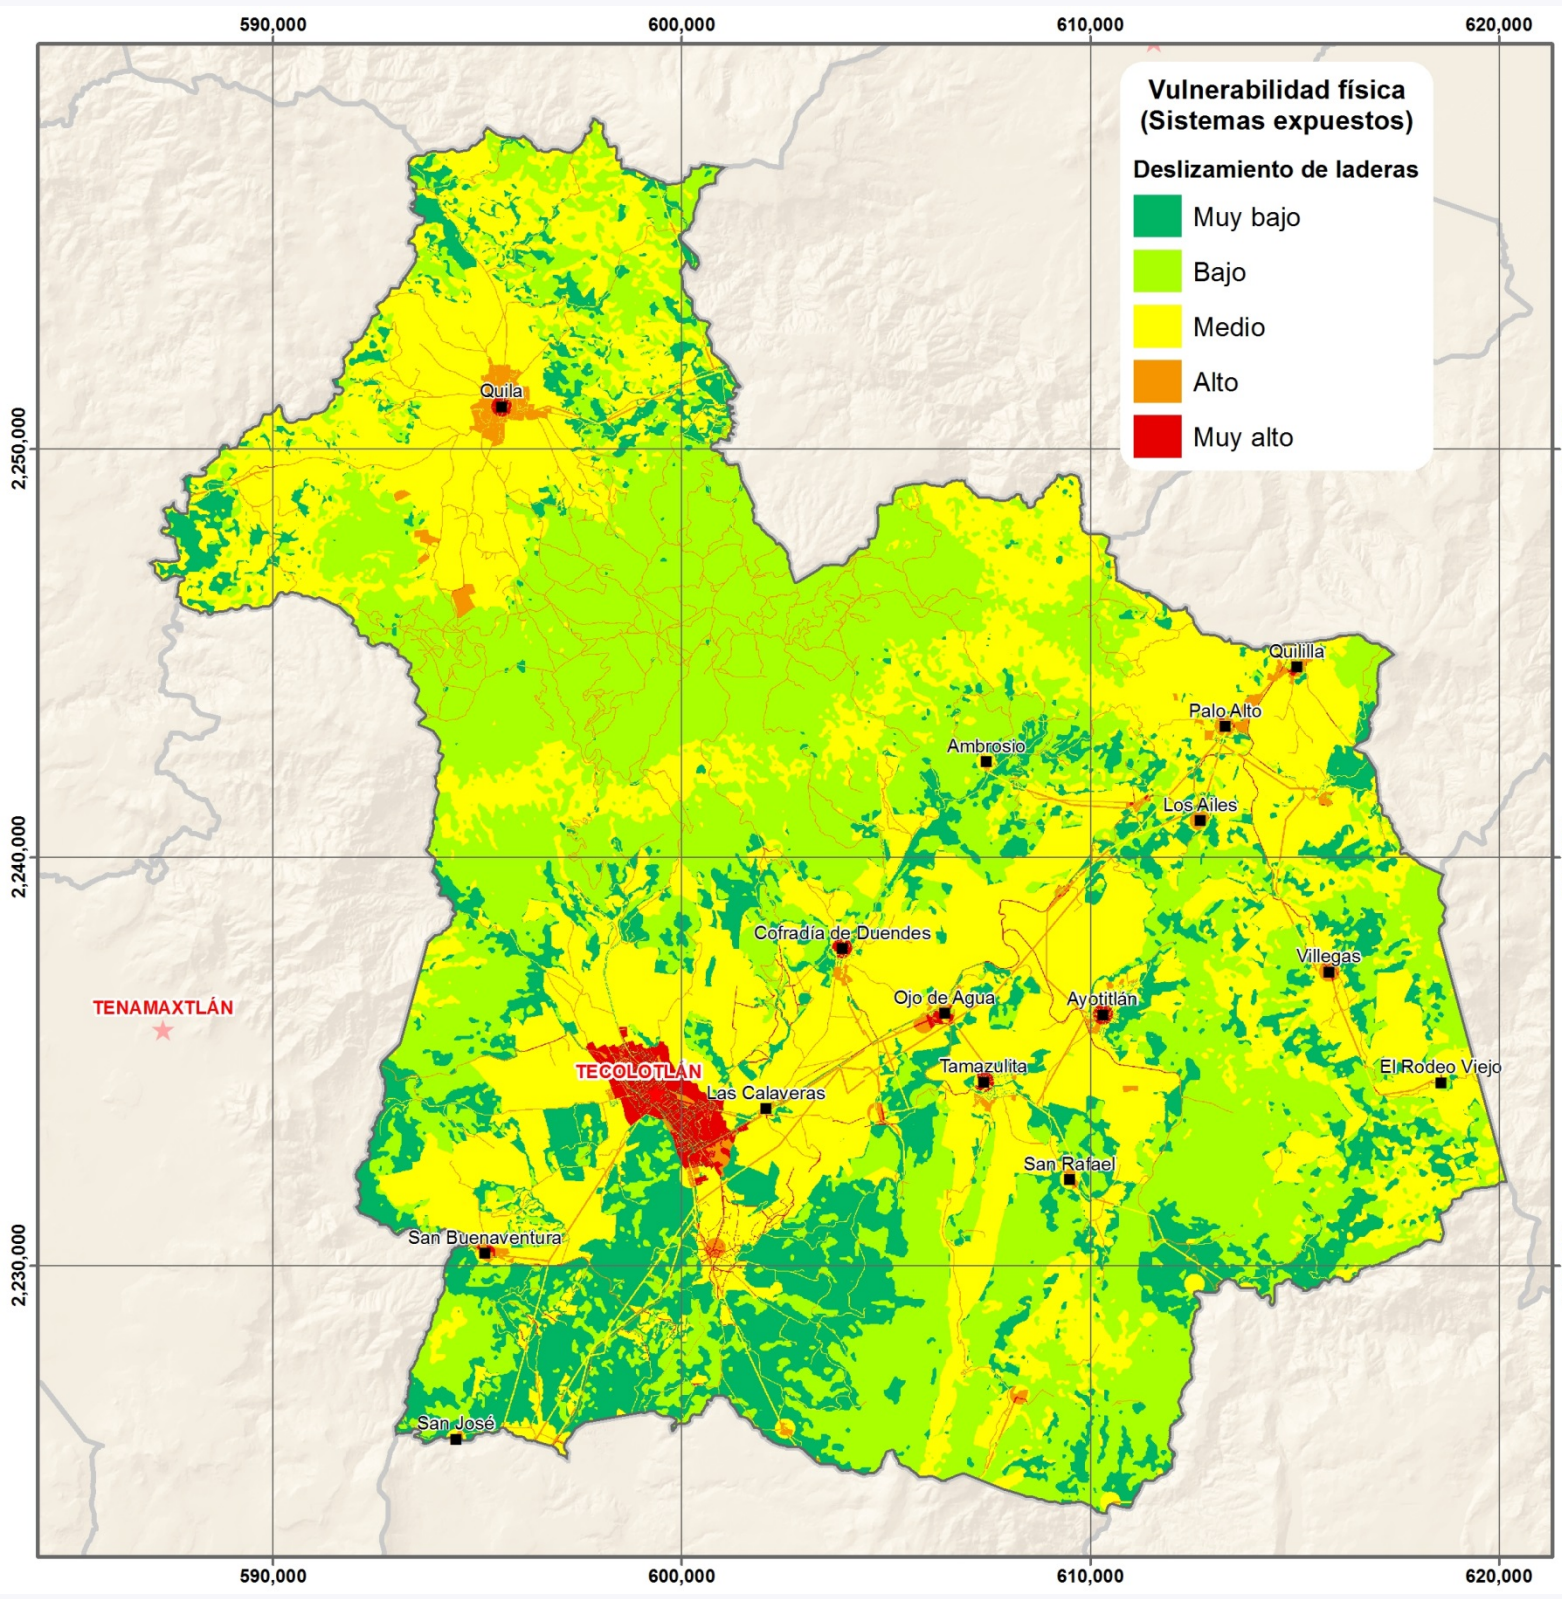 590,000
600,000
610,000
620,000
Vulnerabilidad física
(Sistemas expuestos)
Deslizamiento de laderas
Muy bajo
Bajo
Medio
Alto
Muy alto
2,250,000
2,240,000
2,230,000
Quila
Quililla
Palo Alto
Ambrosio
Los Ailes
Cofradía de Duendes
Villegas
Ojo de Agua
Ayotitlán
TENAMAXTLÁN
TECOLOTLÁN
Tamazulita
El Rodeo Viejo
Las Calaveras
San Rafael
San Buenaventura
San José
590,000
600,000
610,000
620,000